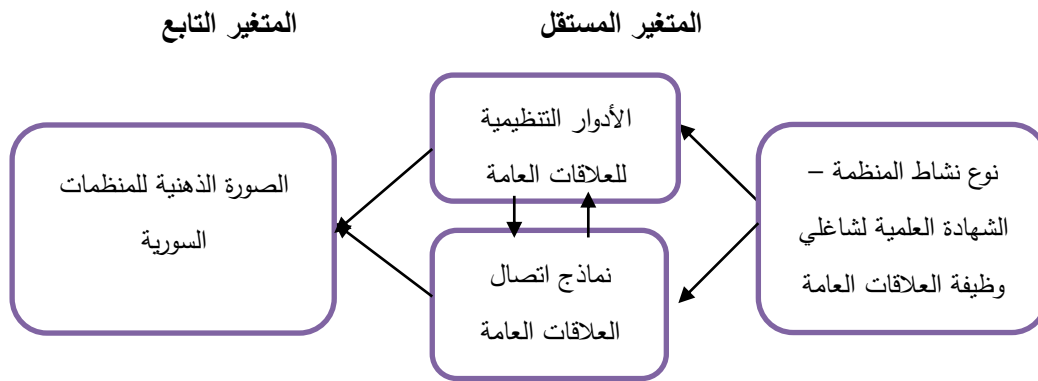 المتغير المستقل
المتغير التابع
نوع نشاط المنظمة –
الشهادة العلمية لشاغلي
وظيفة العلاقات العامة
الأدوار التنظيمية
للعلاقات العامة
نماذج اتصال
العلاقات العامة
الصورة الذهنية للمنظمات
السورية